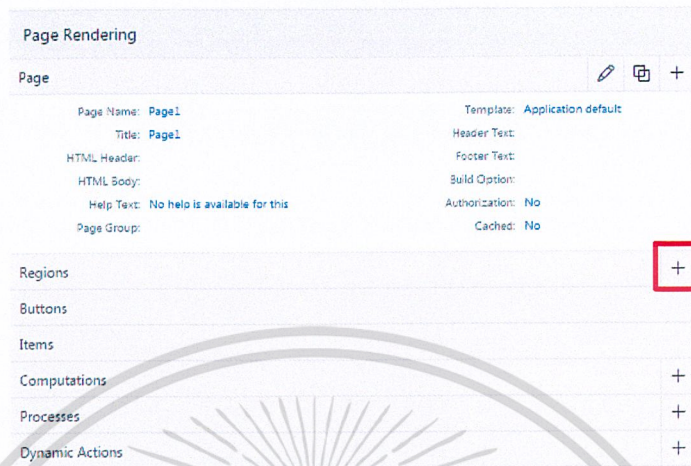 Page Rendering
Page
Page Name: Page1
Template: Application default
Title: Page1
Header Text:
HTML Header:
Footer Text:
HTML Body:
Build Option:
Help Text: No help is available for this
Authorization: No
Page Group:
Cached: No
Regions
Buttons
Items
Computations
Processes
Dynamic Actions